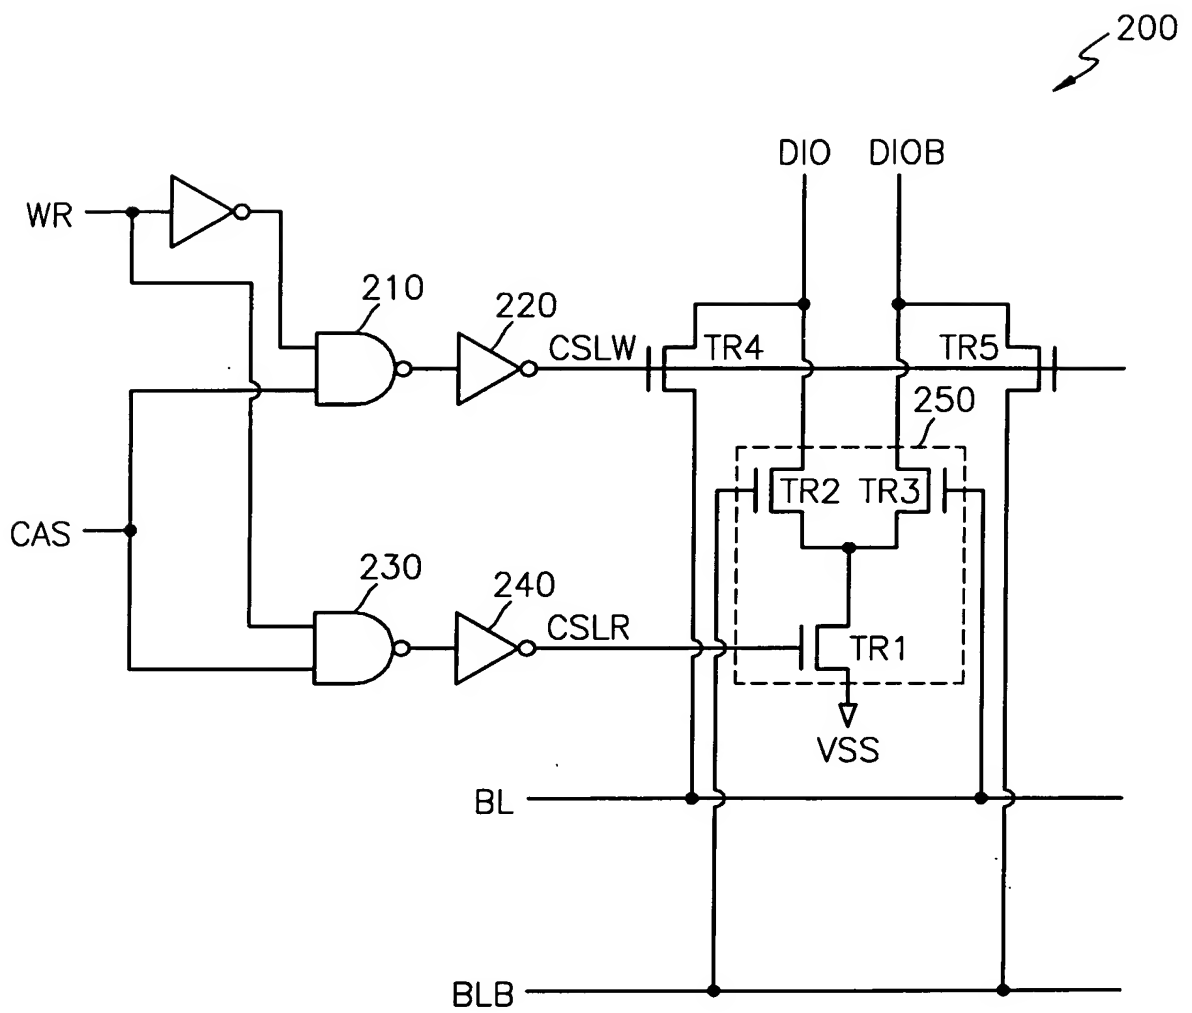 200
DIO DIOB
WR
210
220
CSLW TR4 TR5
250
TR2 TR3
CAS
230
240
CSLR
TR1
VSS
BL
BLB